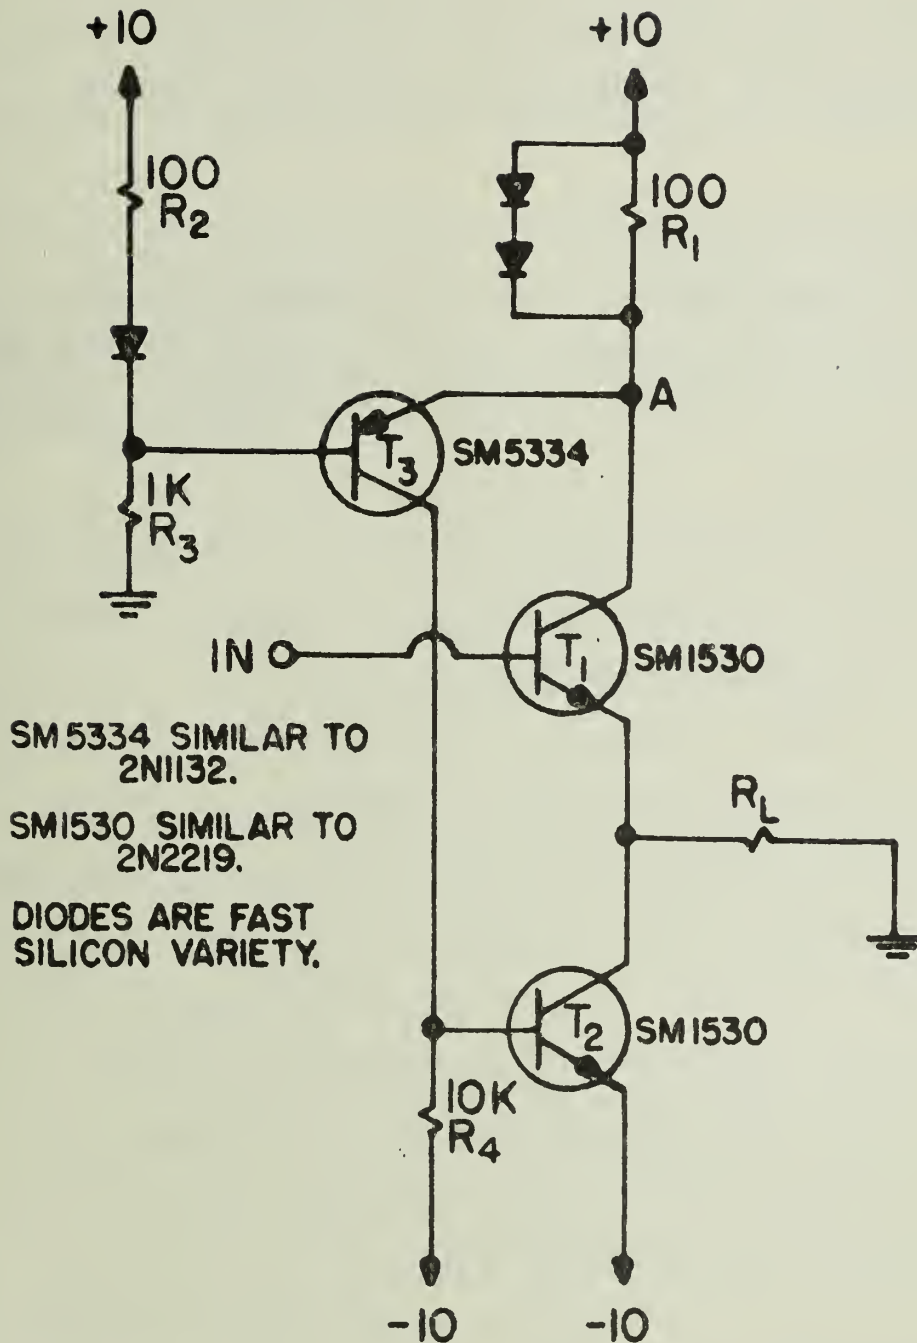 +10
+10
100
R2
100
R1
A
T3
SM5334
1K
R3
IN
T1
SM1530
SM5334 SIMILAR TO
2N1132.
SM1530 SIMILAR TO
2N2219.
DIODES ARE FAST
SILICON VARIETY.
RL
T2
SM1530
10K
R4
-10
-10